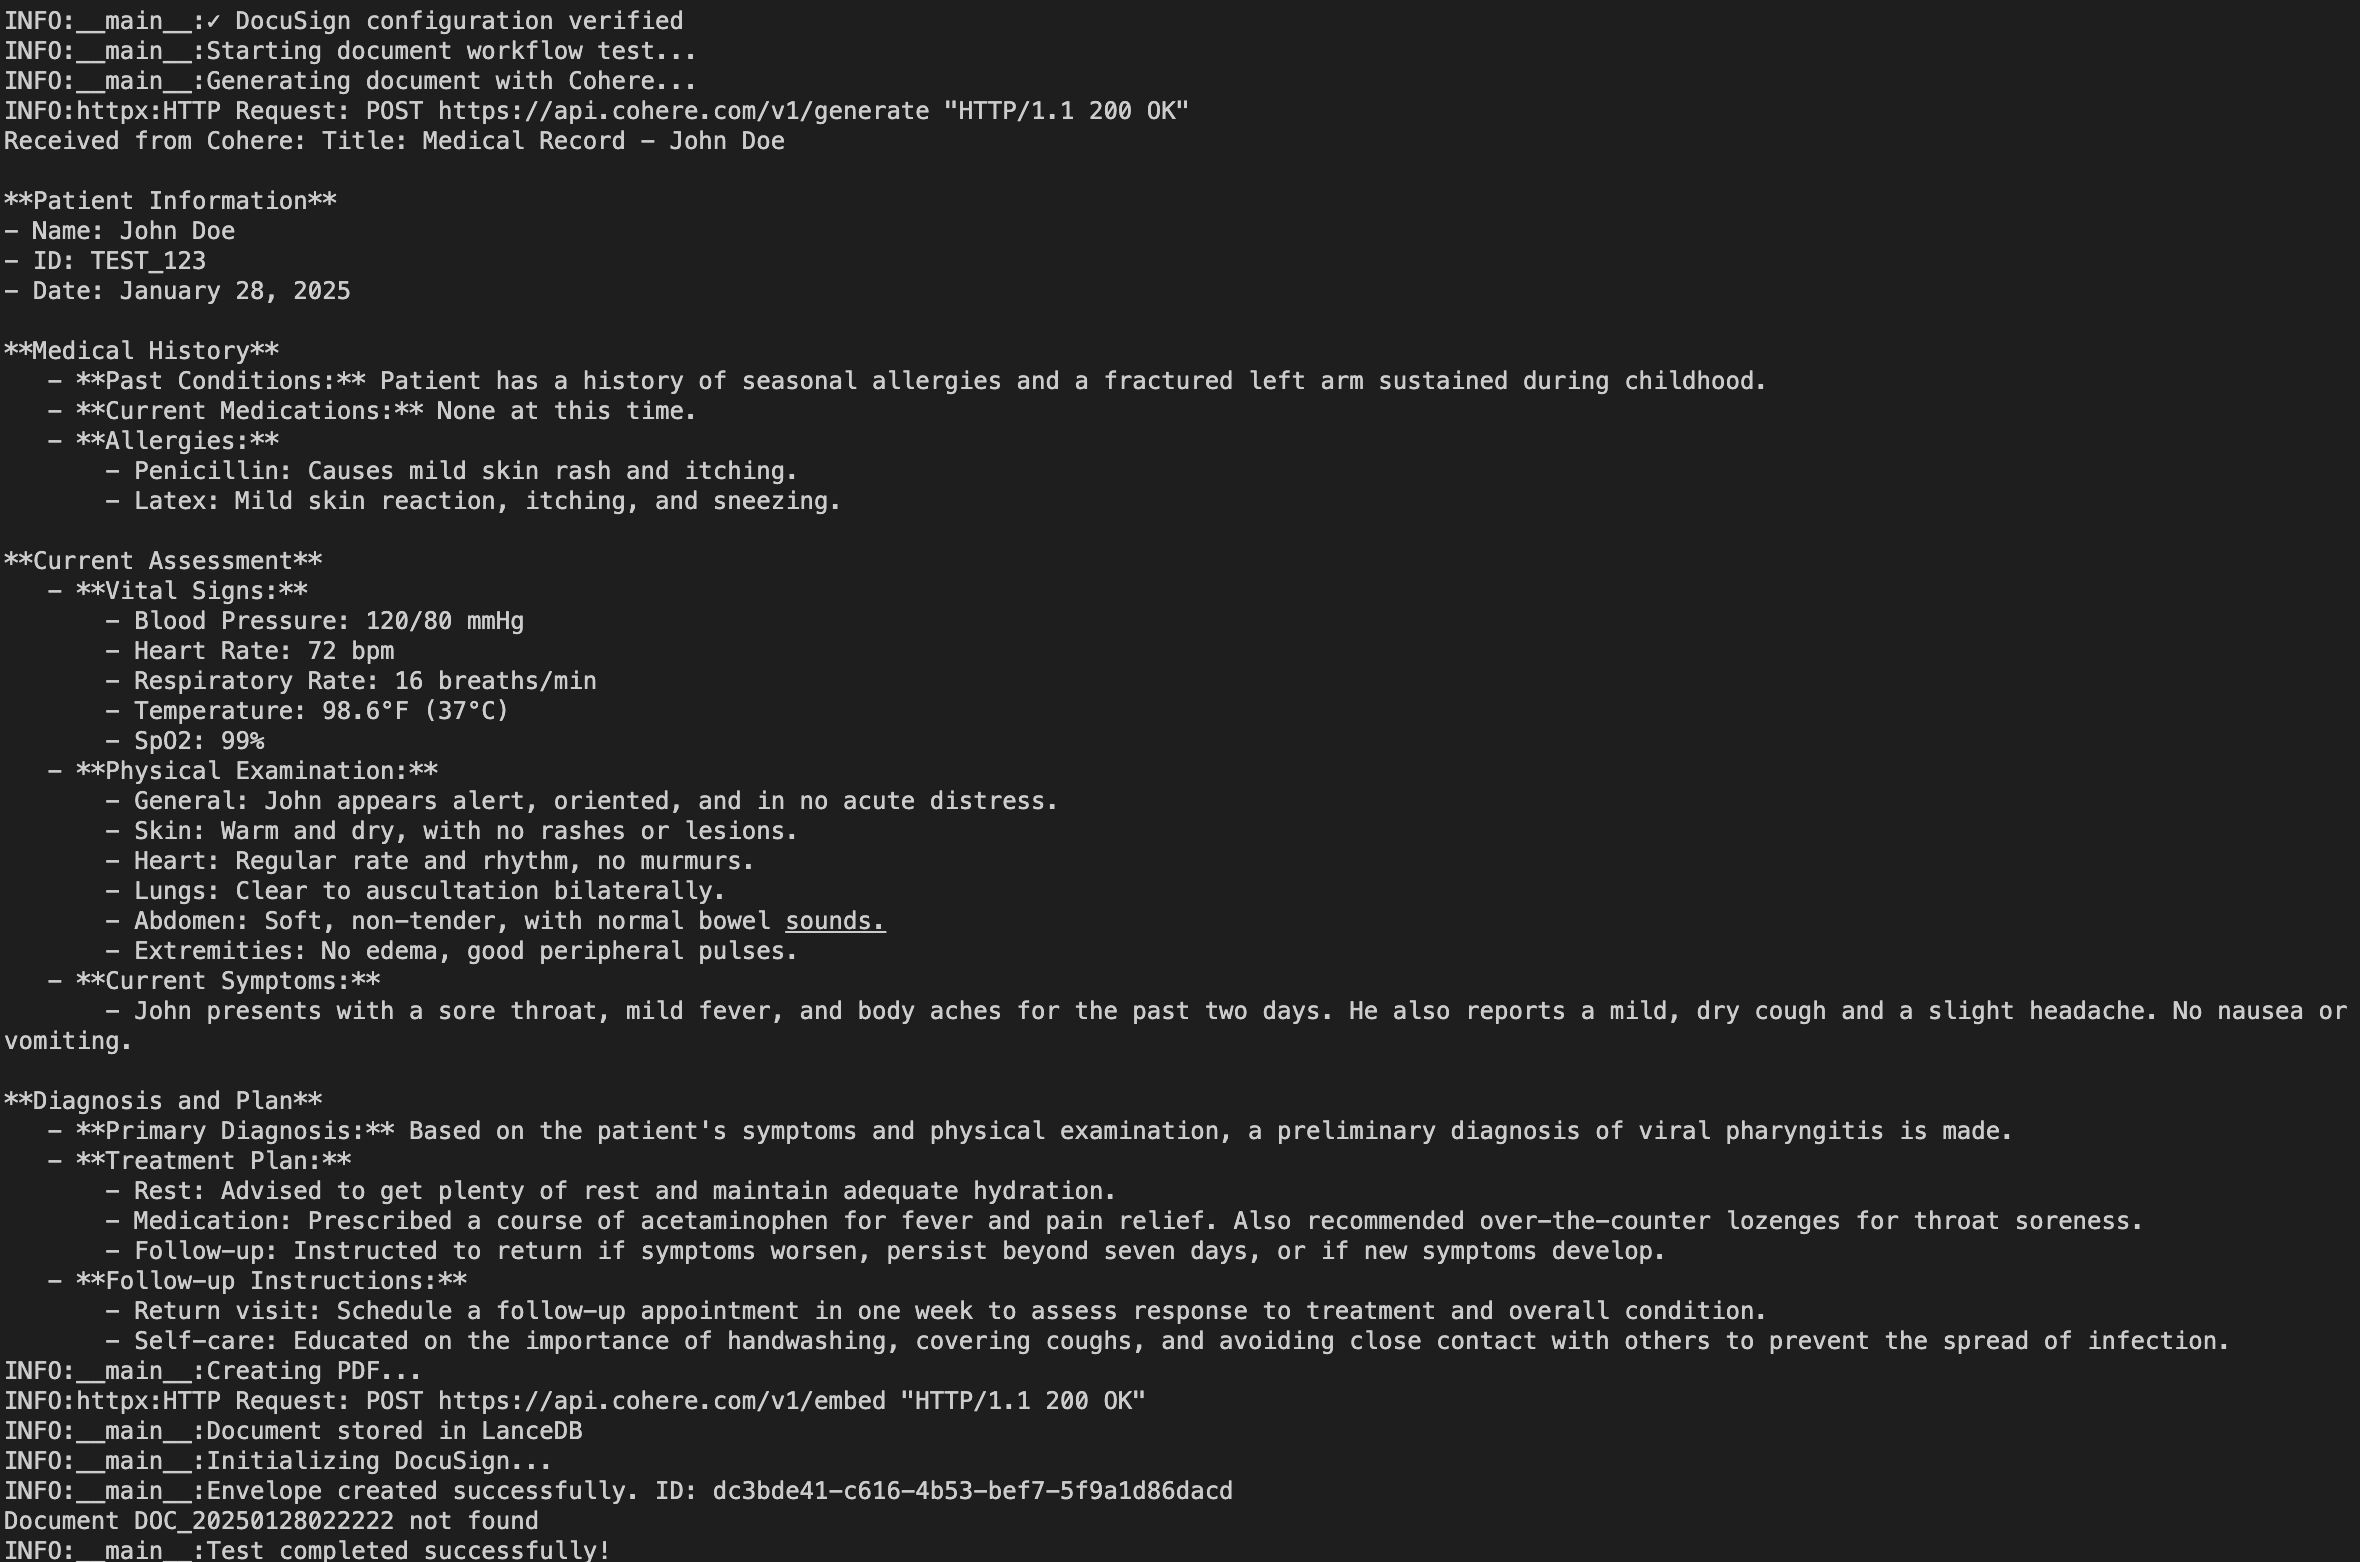 INFO:__main__:✓ DocuSign configuration verified
INFO:__main__:Starting document workflow test...
INFO:__main__:Generating document with Cohere...
INFO:httpx:HTTP Request: POST https://api.cohere.com/v1/generate "HTTP/1.1 200 OK"
Received from Cohere: Title: Medical Record – John Doe

**Patient Information**
– Name: John Doe
– ID: TEST_123
– Date: January 28, 2025

**Medical History**
   – **Past Conditions:** Patient has a history of seasonal allergies and a fractured left arm sustained during childhood.
   – **Current Medications:** None at this time.
   – **Allergies:**
       – Penicillin: Causes mild skin rash and itching.
       – Latex: Mild skin reaction, itching, and sneezing.

**Current Assessment**
   – **Vital Signs:**
       – Blood Pressure: 120/80 mmHg
       – Heart Rate: 72 bpm
       – Respiratory Rate: 16 breaths/min
       – Temperature: 98.6°F (37°C)
       – SpO2: 99%
   – **Physical Examination:**
       – General: John appears alert, oriented, and in no acute distress.
       – Skin: Warm and dry, with no rashes or lesions.
       – Heart: Regular rate and rhythm, no murmurs.
       – Lungs: Clear to auscultation bilaterally.
       – Abdomen: Soft, non–tender, with normal bowel sounds.
       – Extremities: No edema, good peripheral pulses.
   – **Current Symptoms:**
       – John presents with a sore throat, mild fever, and body aches for the past two days. He also reports a mild, dry cough and a slight headache. No nausea or
vomiting.

**Diagnosis and Plan**
   – **Primary Diagnosis:** Based on the patient's symptoms and physical examination, a preliminary diagnosis of viral pharyngitis is made.
   – **Treatment Plan:**
       – Rest: Advised to get plenty of rest and maintain adequate hydration.
       – Medication: Prescribed a course of acetaminophen for fever and pain relief. Also recommended over–the–counter lozenges for throat soreness.
       – Follow–up: Instructed to return if symptoms worsen, persist beyond seven days, or if new symptoms develop.
   – **Follow–up Instructions:**
       – Return visit: Schedule a follow–up appointment in one week to assess response to treatment and overall condition.
       – Self–care: Educated on the importance of handwashing, covering coughs, and avoiding close contact with others to prevent the spread of infection.
INFO:__main__:Creating PDF...
INFO:httpx:HTTP Request: POST https://api.cohere.com/v1/embed "HTTP/1.1 200 OK"
INFO:__main__:Document stored in LanceDB
INFO:__main__:Initializing DocuSign...
INFO:__main__:Envelope created successfully. ID: dc3bde41–c616–4b53–bef7–5f9a1d86dacd
Document DOC_20250128022222 not found
INFO:__main__:Test completed successfully!